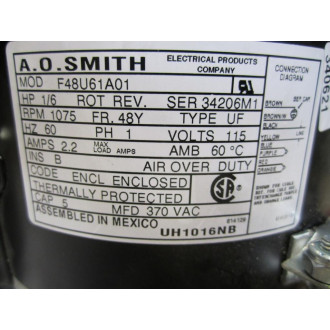 A.O.SMITH
ELECTRICAL PRODUCTS
COMPANY
MOD F48U61A01
HP 1/6 ROT REV. SER 34206M1
RPM 1075 FR. 48Y TYPE UF
HZ 60 PH 1 VOLTS 115
AMPS 2.2 MAX LOAD AMPS AMB 60 °C
INS B AIR OVER DUTY
CODE ENCL ENCLOSED
THERMALLY PROTECTED
CAP 5 MFD 370 VAC
ASSEMBLED IN MEXICO
UH1016NB
CONNECTION
DIAGRAM
BROWN
CAP
BROWN/W
BLACK
YELLOW
BLUE
PURPLE
RED